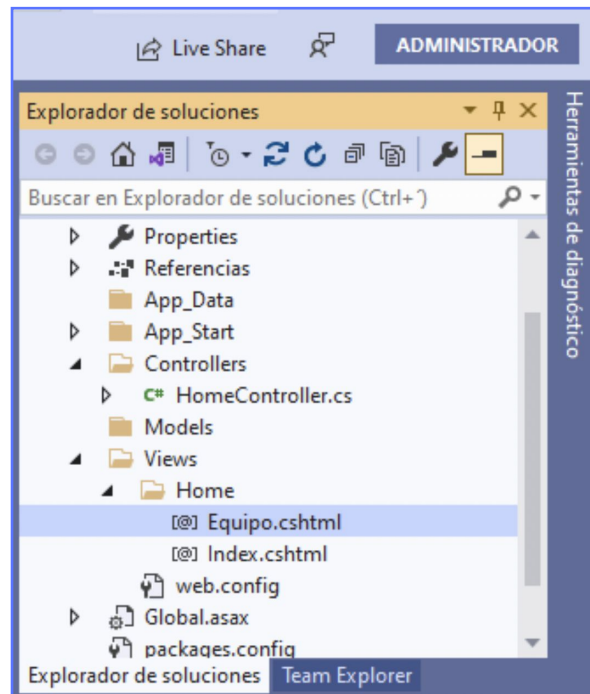 Live Share
ADMINISTRADOR
Explorador de soluciones
Buscar en Explorador de soluciones (Ctrl+´)
Properties
Referencias
App_Data
App_Start
Controllers
C# HomeController.cs
Models
Views
Home
[@] Equipo.cshtml
[@] Index.cshtml
web.config
Global.asax
packages.config
Explorador de soluciones
Team Explorer
Herramientas de diagnóstico